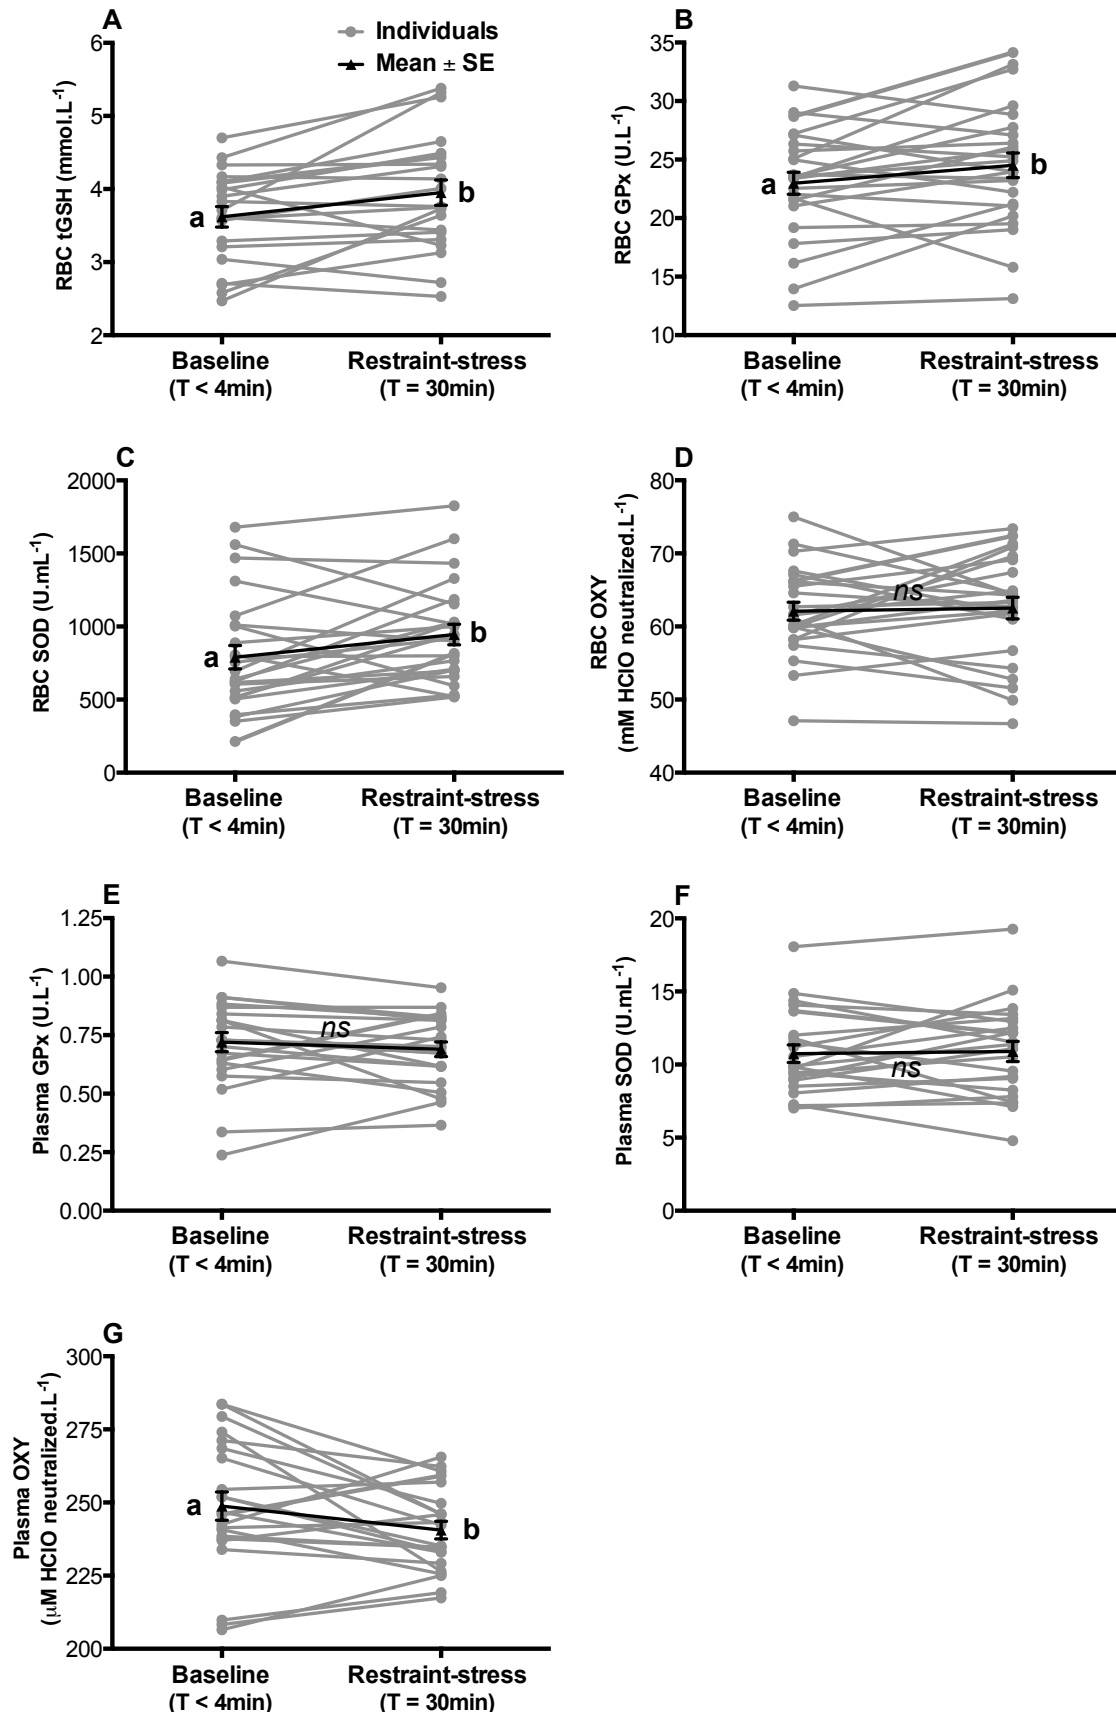 A
Individuals
Mean ± SE
RBC tGSH (mmol.L⁻¹)
6
5
4
3
2
a
b
Baseline
(T < 4min)
Restraint-stress
(T = 30min)
B
RBC GPx (U.L⁻¹)
35
30
25
20
15
10
a
b
Baseline
(T < 4min)
Restraint-stress
(T = 30min)
C
RBC SOD (U.mL⁻¹)
2000
1500
1000
500
0
a
b
Baseline
(T < 4min)
Restraint-stress
(T = 30min)
D
RBC OXY
(mM HClO neutralized.L⁻¹)
80
70
60
50
40
ns
Baseline
(T < 4min)
Restraint-stress
(T = 30min)
E
Plasma GPx (U.L⁻¹)
1.25
1.00
0.75
0.50
0.25
0.00
ns
Baseline
(T < 4min)
Restraint-stress
(T = 30min)
F
Plasma SOD (U.mL⁻¹)
20
15
10
5
0
ns
Baseline
(T < 4min)
Restraint-stress
(T = 30min)
G
Plasma OXY
(μM HClO neutralized.L⁻¹)
300
275
250
225
200
a
b
Baseline
(T < 4min)
Restraint-stress
(T = 30min)